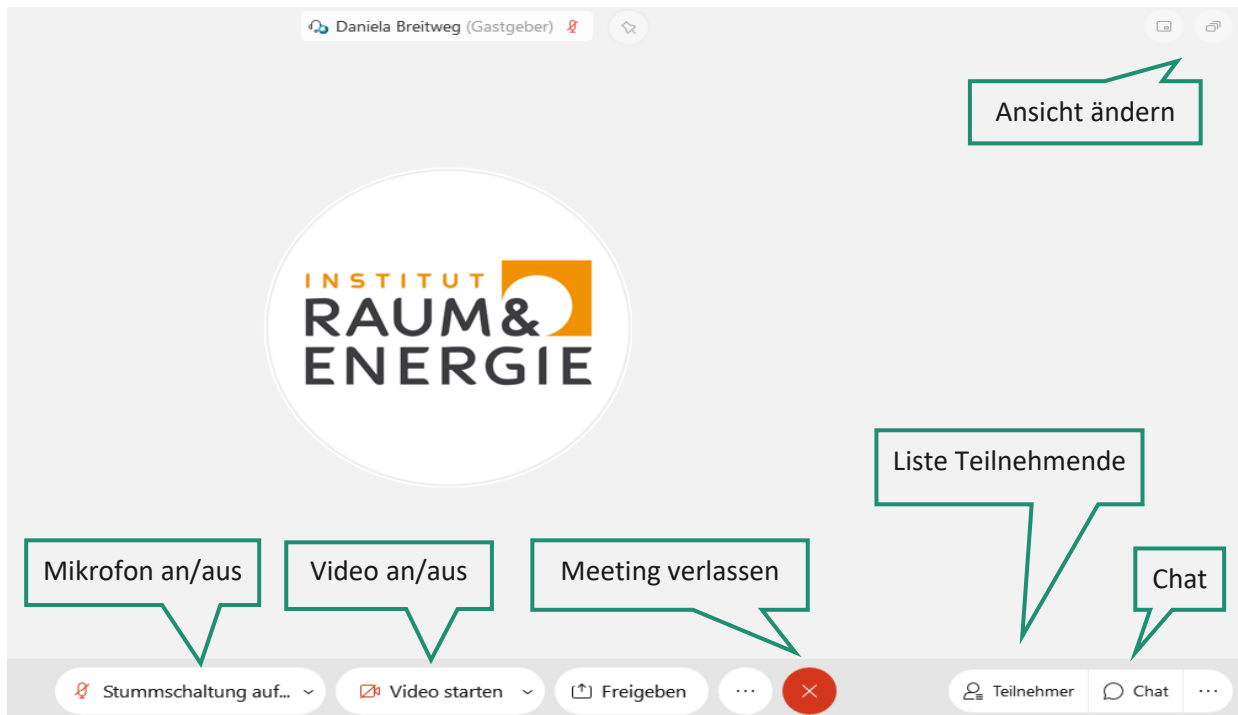 Daniela Breitweg (Gastgeber)
Ansicht ändern
INSTITUT
RAUM&
ENERGIE
Liste Teilnehmende
Mikrofon an/aus
Video an/aus
Meeting verlassen
Chat
Stummschaltung auf...
Video starten
Freigeben
Teilnehmer
Chat